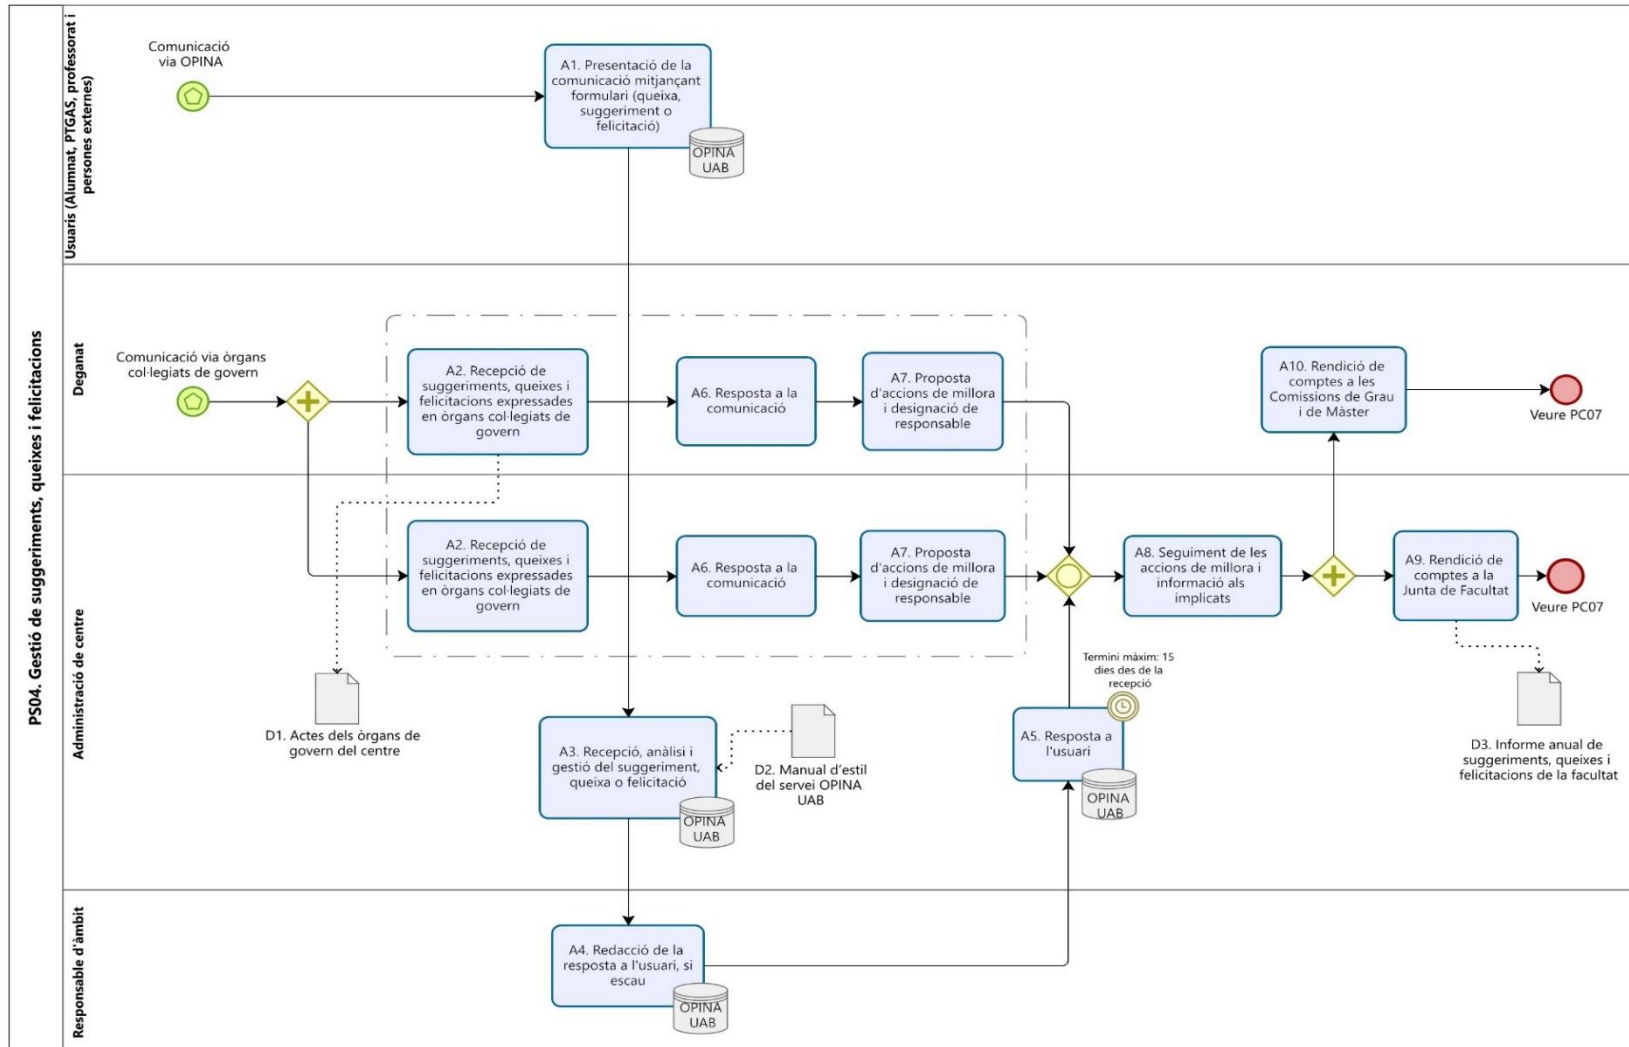 PS04. Gestió de suggeriments, queixes i felicitacions
Usuaris (Alumnat, PTGAS, professorat i
persones externes)
Comunicació
via OPINA
A1. Presentació de la
comunicació mitjançant
formulari (queixa,
suggeriment o
felicitació)
OPINA
UAB
Deganat
Comunicació via òrgans
col·legiats de govern
A2. Recepció de
suggeriments, queixes i
felicitacions expressades
en òrgans col·legiats de
govern
A6. Resposta a la
comunicació
A7. Proposta
d'accions de millora
i designació de
responsable
A10. Rendició de
comptes a les
Comissions de Grau
i de Màster
Veure PC07
Administració de centre
A2. Recepció de
suggeriments, queixes i
felicitacions expressades
en òrgans col·legiats de
govern
A6. Resposta a la
comunicació
A7. Proposta
d'accions de millora
i designació de
responsable
A8. Seguiment de les
accions de millora i
informació als
implicats
A9. Rendició de
comptes a la
Junta de Facultat
Veure PC07
D1. Actes dels òrgans de
govern del centre
A3. Recepció, anàlisi i
gestió del suggeriment,
queixa o felicitació
OPINA
UAB
D2. Manual d'estil
del servei OPINA
UAB
Termini màxim: 15
dies des de la
recepció
A5. Resposta a
l'usuari
OPINA
UAB
D3. Informe anual de
suggeriments, queixes i
felicitacions de la facultat
Responsable d'àmbit
A4. Redacció de la
resposta a l'usuari, si
escau
OPINA
UAB